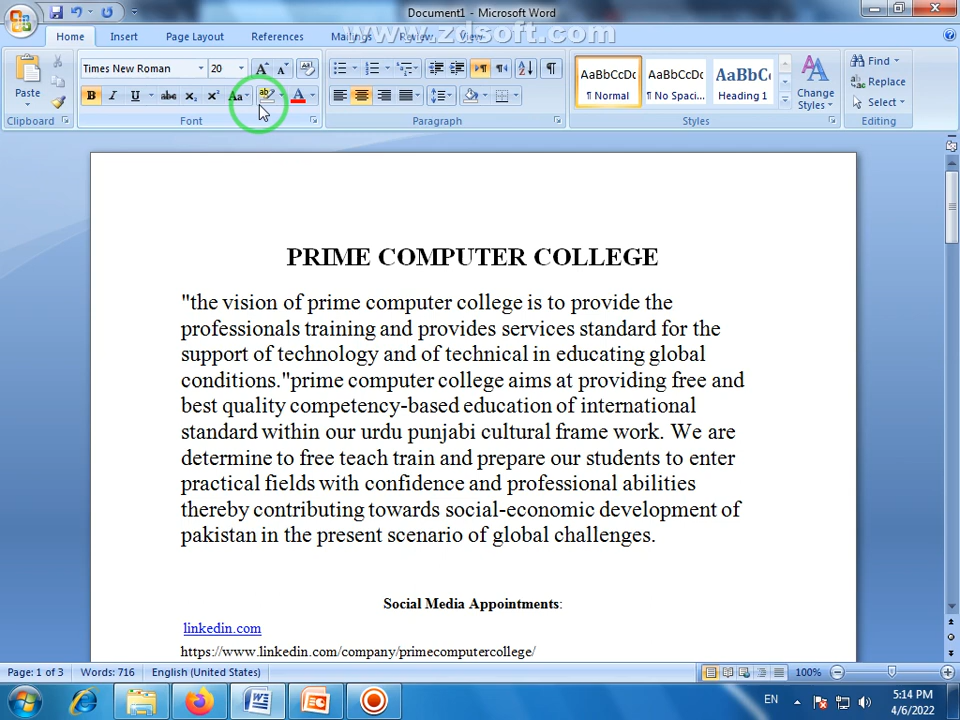 Document1 - Microsoft Word
www.zdsoft.com
Home Insert Page Layout References Mailings Review View
Paste
Clipboard
Times New Roman 20
B I U abc X₂ X² Aa ab A
Font
Paragraph
AaBbCcDc AaBbCcDc AaBbC
¶ Normal ¶ No Spaci... Heading 1
Change Styles
Styles
Find
Replace
Select
Editing
PRIME COMPUTER COLLEGE
"the vision of prime computer college is to provide the
professionals training and provides services standard for the
support of technology and of technical in educating global
conditions."prime computer college aims at providing free and
best quality competency-based education of international
standard within our urdu punjabi cultural frame work. We are
determine to free teach train and prepare our students to enter
practical fields with confidence and professional abilities
thereby contributing towards social-economic development of
pakistan in the present scenario of global challenges.
Social Media Appointments:
linkedin.com
https://www.linkedin.com/company/primecomputercollege/
Page: 1 of 3 Words: 716 English (United States) 100%
EN 5:14 PM
4/6/2022